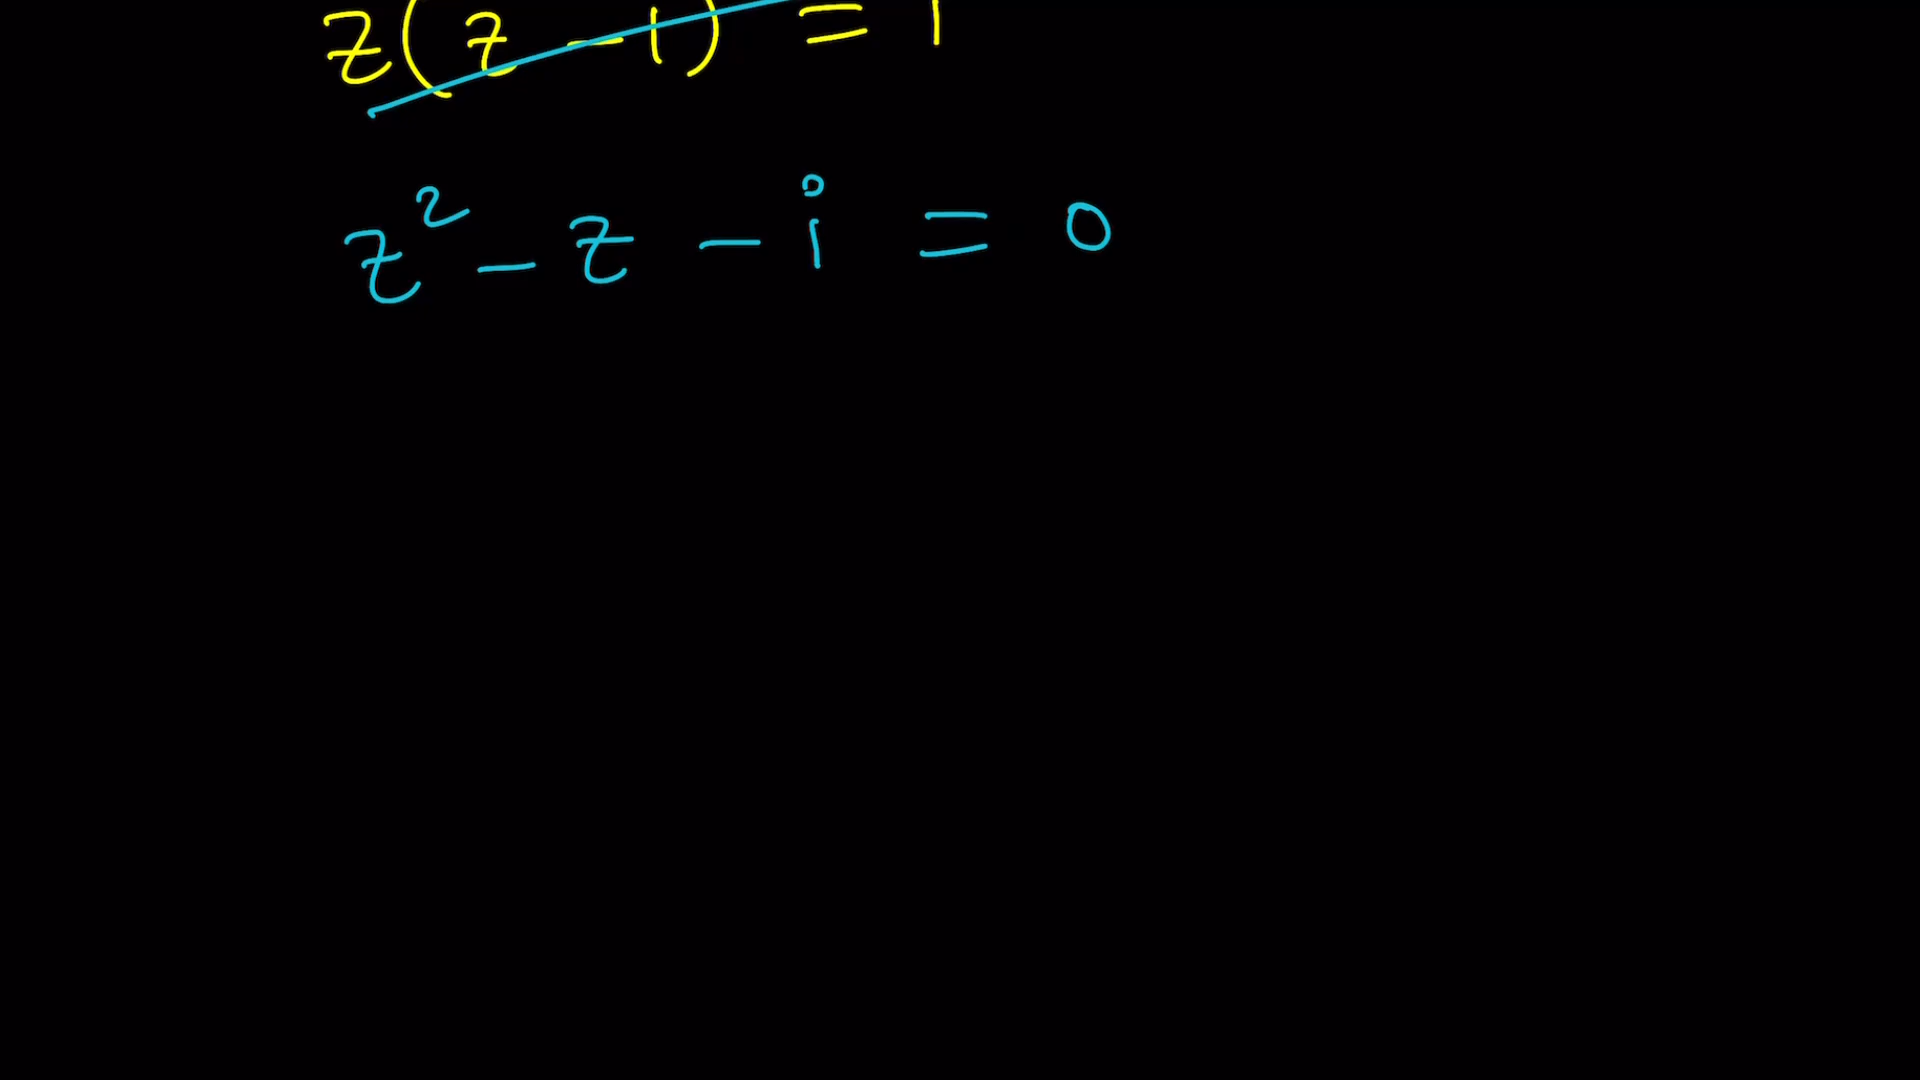 z(z - 1) = i
z² - z - i = 0